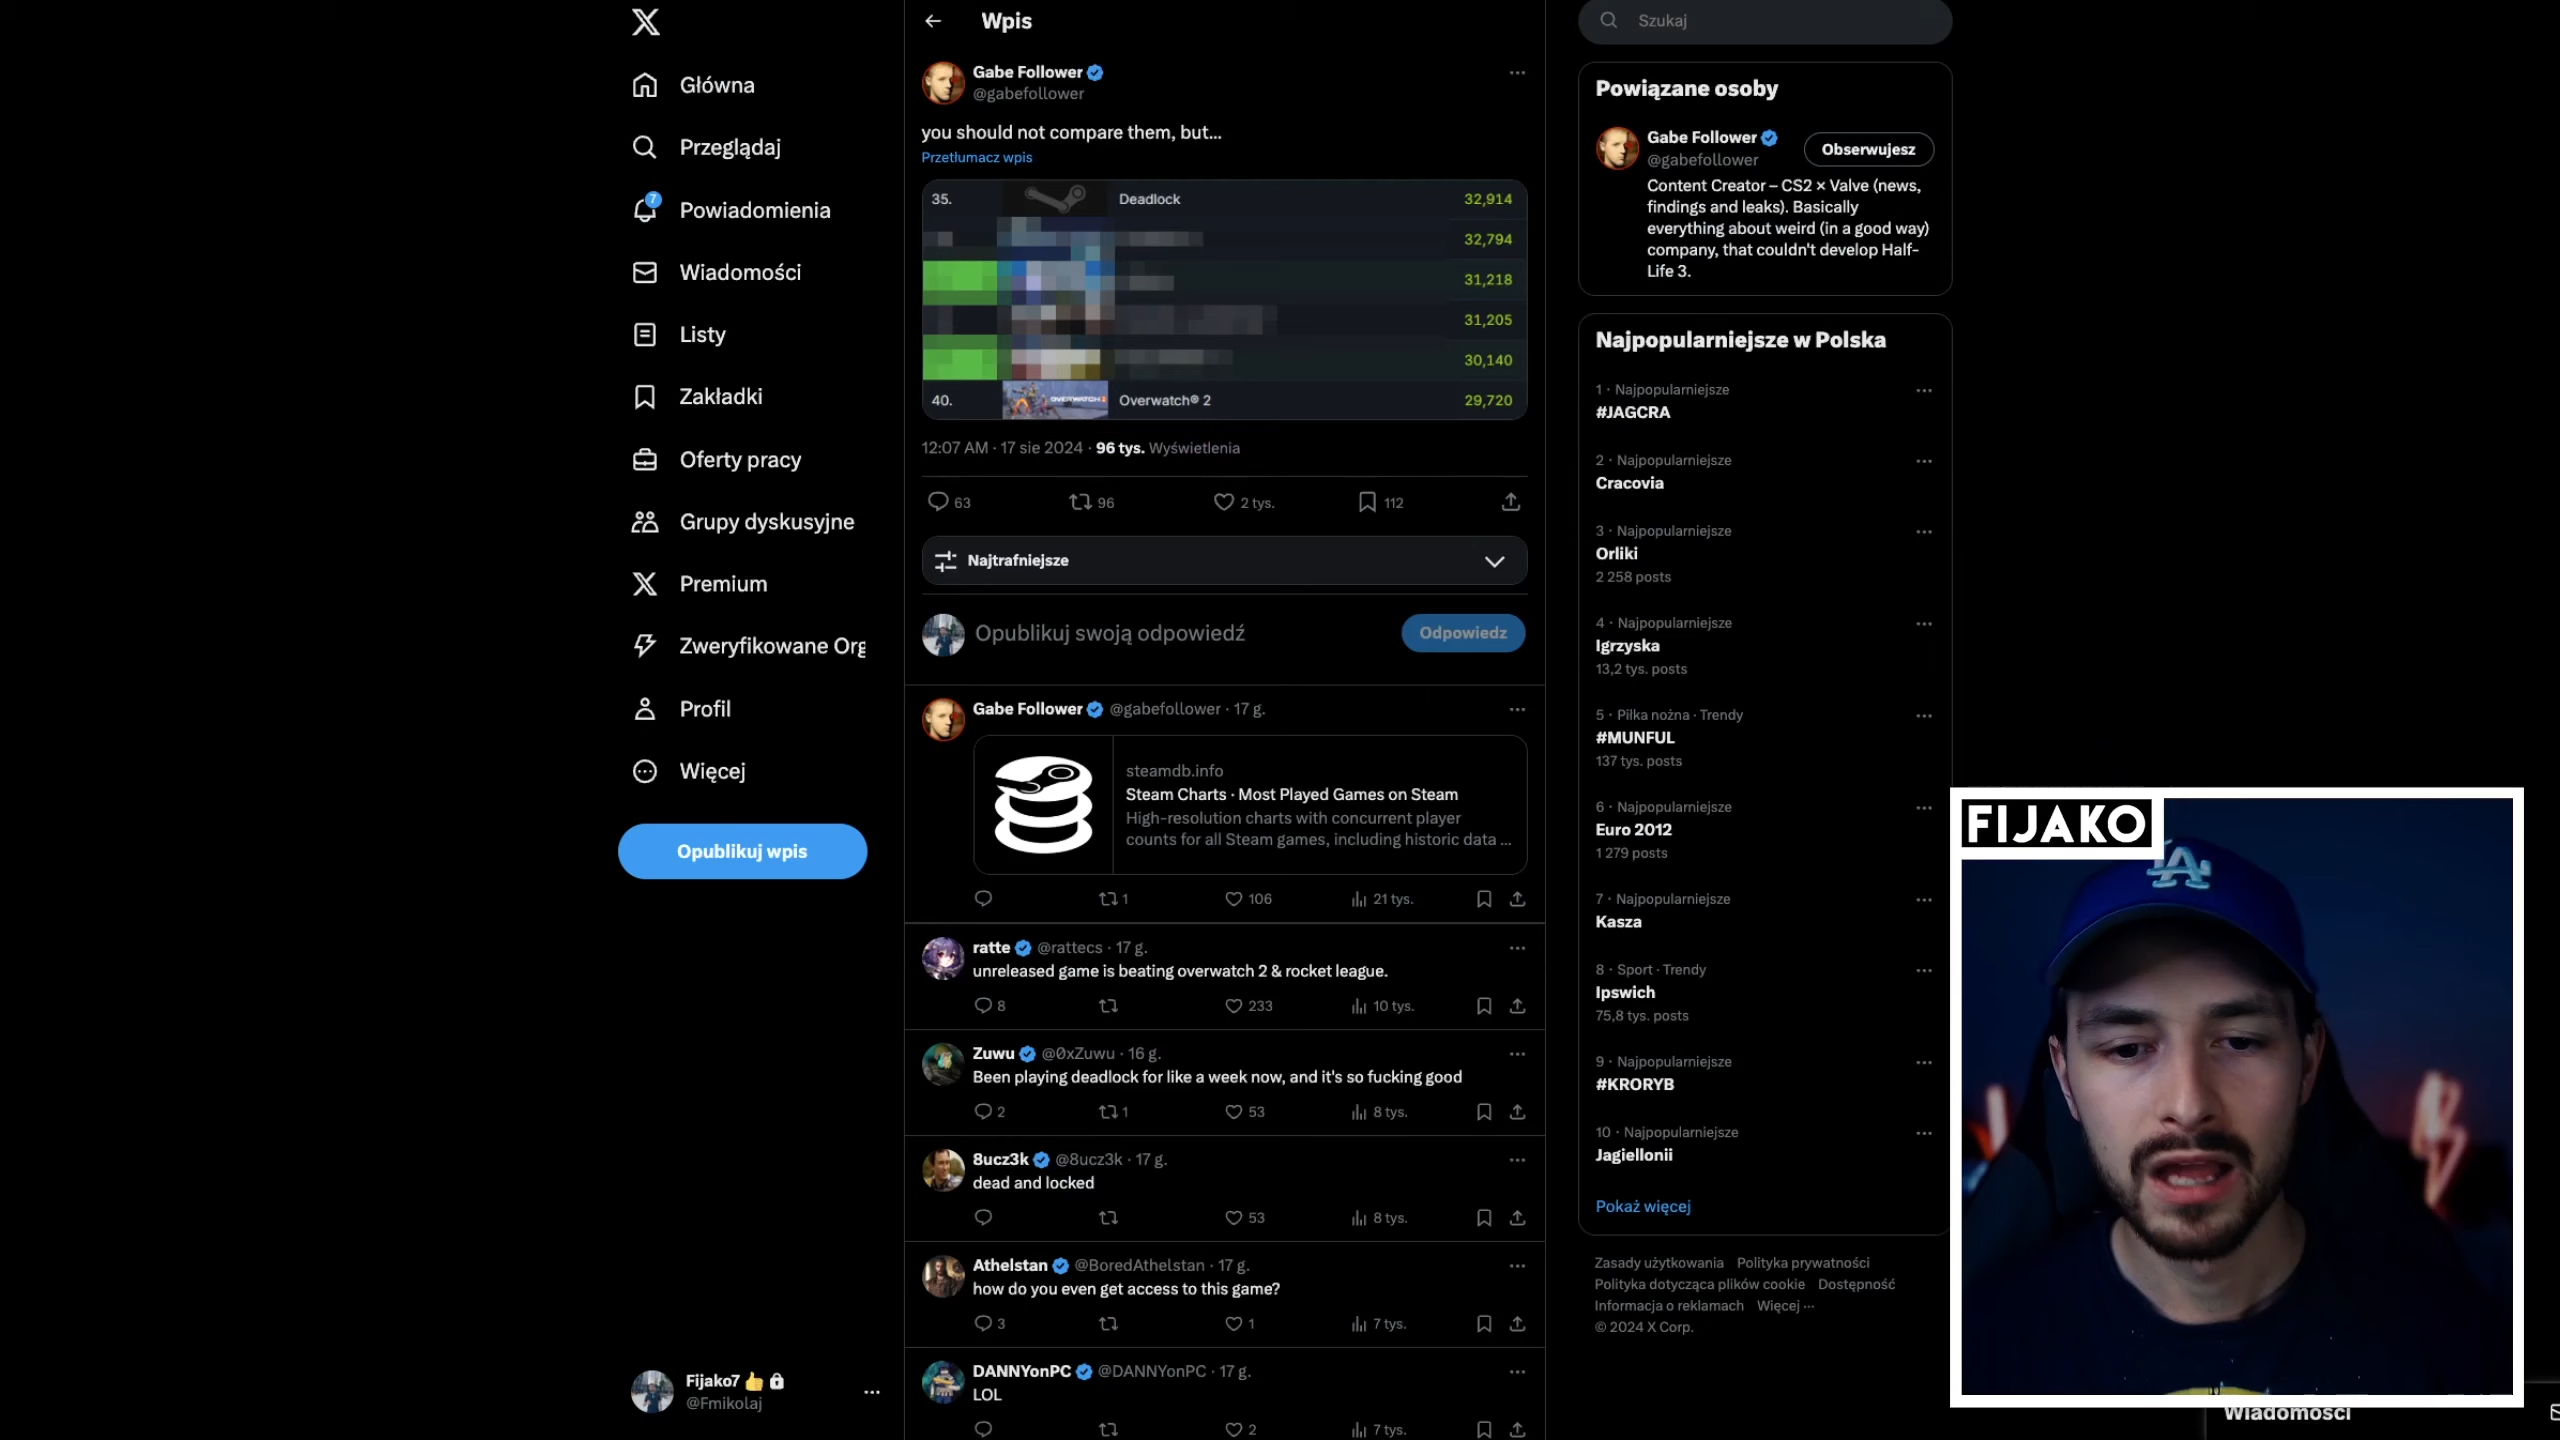 Główna
Przeglądaj
7
Powiadomienia
Wiadomości
Listy
Zakładki
Oferty pracy
Grupy dyskusyjne
Premium
Zweryfikowane Org
Profil
Więcej
Opublikuj wpis
Fijako7
@Fmikolaj
Wpis
Gabe Follower
@gabefollower
you should not compare them, but...
Przetłumacz wpis
35. Deadlock 32,914
32,794
31,218
31,205
30,140
40. OVERWATCH 2 Overwatch® 2 29,720
12:07 AM · 17 sie 2024 · 96 tys. Wyświetlenia
63 96 2 tys. 112
Najtrafniejsze
Opublikuj swoją odpowiedź
Odpowiedz
Gabe Follower @gabefollower · 17 g.
steamdb.info
Steam Charts · Most Played Games on Steam
High-resolution charts with concurrent player
counts for all Steam games, including historic data ...
1 106 21 tys.
ratte @rattecs · 17 g.
unreleased game is beating overwatch 2 & rocket league.
8 233 10 tys.
Zuwu @0xZuwu · 16 g.
Been playing deadlock for like a week now, and it's so fucking good
2 1 53 8 tys.
8ucz3k @8ucz3k · 17 g.
dead and locked
53 8 tys.
Athelstan @BoredAthelstan · 17 g.
how do you even get access to this game?
3 1 7 tys.
DANNYonPC @DANNYonPC · 17 g.
LOL
2 7 tys.
Szukaj
Powiązane osoby
Gabe Follower
@gabefollower
Obserwujesz
Content Creator – CS2 × Valve (news,
findings and leaks). Basically
everything about weird (in a good way)
company, that couldn't develop Half-
Life 3.
Najpopularniejsze w Polska
1 · Najpopularniejsze
#JAGCRA
2 · Najpopularniejsze
Cracovia
3 · Najpopularniejsze
Orliki
2 258 posts
4 · Najpopularniejsze
Igrzyska
13,2 tys. posts
5 · Piłka nożna · Trendy
#MUNFUL
137 tys. posts
6 · Najpopularniejsze
Euro 2012
1 279 posts
7 · Najpopularniejsze
Kasza
8 · Sport · Trendy
Ipswich
75,8 tys. posts
9 · Najpopularniejsze
#KRORYB
10 · Najpopularniejsze
Jagiellonii
Pokaż więcej
Zasady użytkowania Polityka prywatności
Polityka dotycząca plików cookie Dostępność
Informacja o reklamach Więcej ···
© 2024 X Corp.
FIJAKO
LA
Wiadomości